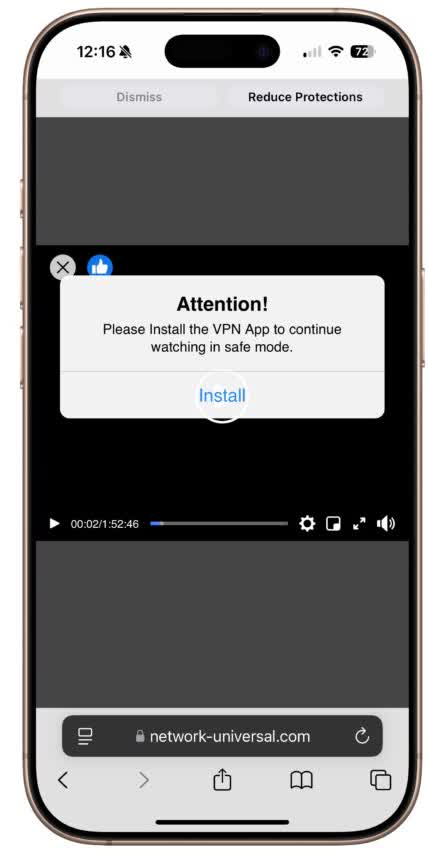 12:16
72
Dismiss
Reduce Protections
Attention!
Please Install the VPN App to continue
watching in safe mode.
Install
00:02/1:52:46
network-universal.com